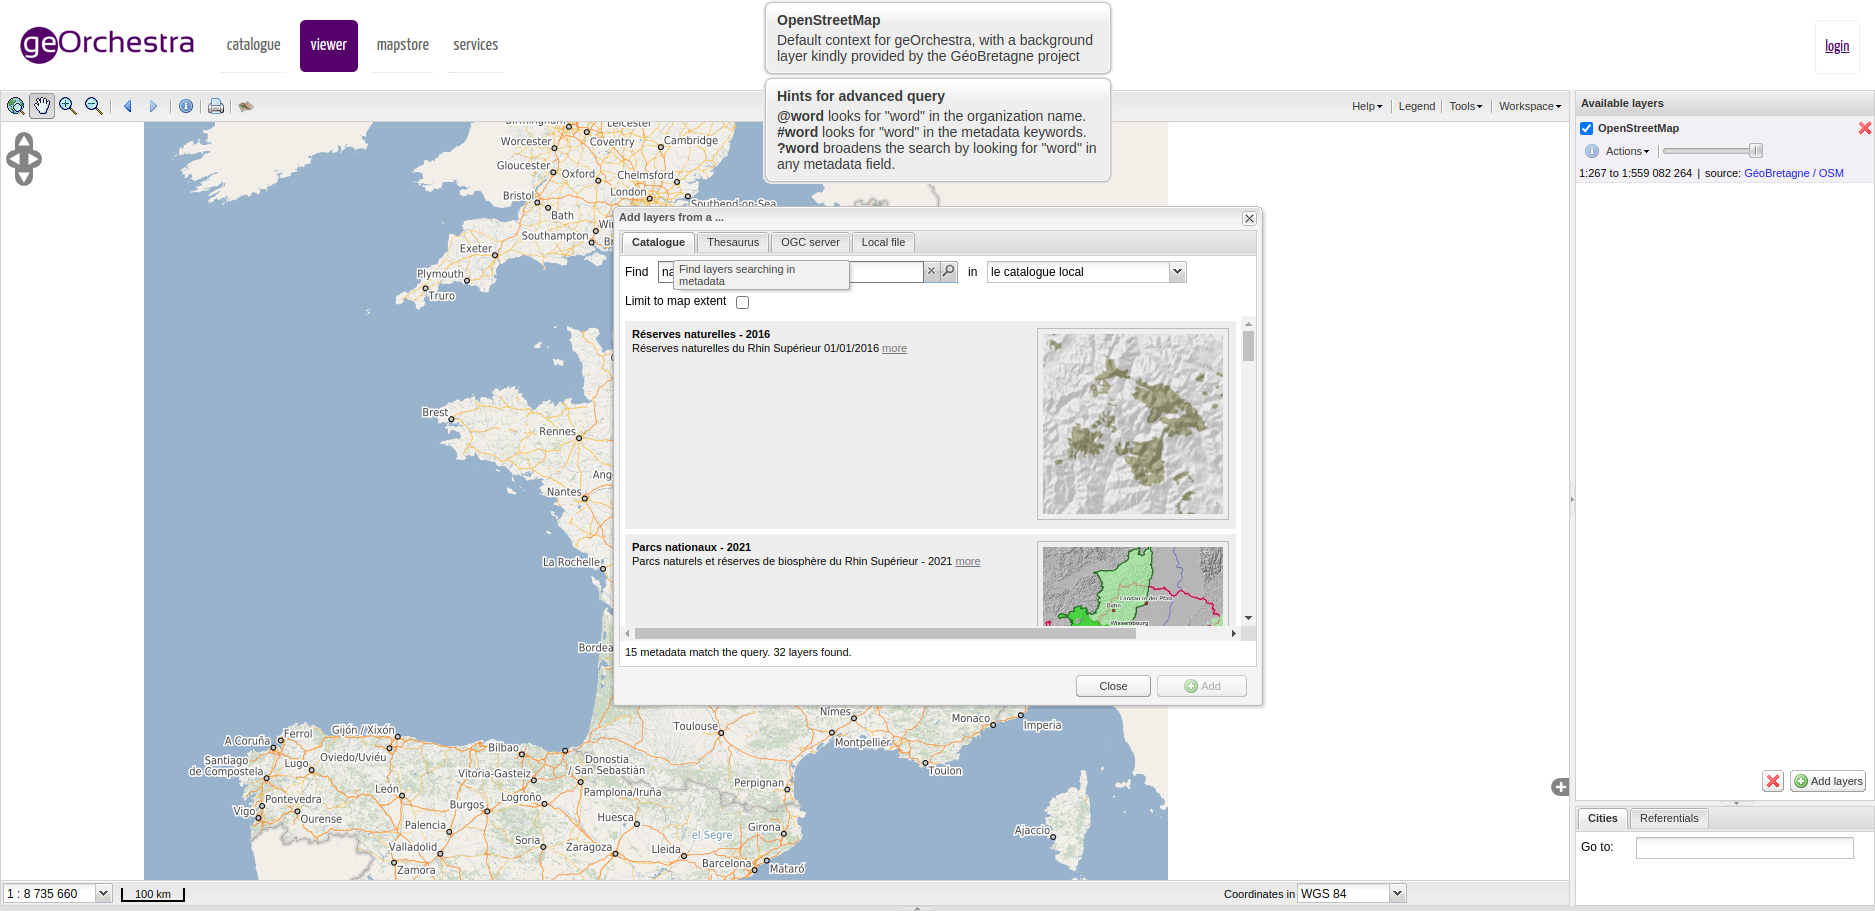 geOrchestra
catalogue
viewer
mapstore
services
OpenStreetMap
Default context for geOrchestra, with a background
layer kindly provided by the GéoBretagne project
Hints for advanced query
@word looks for "word" in the organization name.
#word looks for "word" in the metadata keywords.
?word broadens the search by looking for "word" in
any metadata field.
login
Help
Legend
Tools
Workspace
Available layers
OpenStreetMap
Actions
1:267 to 1:559 082 264 | source: GéoBretagne / OSM
Worcester
Coventry
Cambridge
Gloucester
Oxford
Chelmsford
London
Bristol
Southend-on-Sea
Bath
Southampton
Exeter
Plymouth
Truro
Brest
Rennes
Nantes
La Rochelle
Add layers from a ...
Catalogue
Thesaurus
OGC server
Local file
Find
na
Find layers searching in
metadata
in
le catalogue local
Limit to map extent
Réserves naturelles - 2016
Réserves naturelles du Rhin Supérieur 01/01/2016 more
Parcs nationaux - 2021
Parcs naturels et réserves de biosphère du Rhin Supérieur - 2021 more
Landau in der Pfalz
Dahn
Wissembourg
15 metadata match the query. 32 layers found.
Close
Add
Nîmes
Toulouse
Montpellier
Monaco
Imperia
Toulon
Perpignan
Ajaccio
A Coruña
Ferrol
Gijón / Xixón
Santiago
de Compostela
Lugo
Oviedo/Uviéu
Bilbao
Donostia
/ San Sebastián
Vitoria-Gasteiz
Pamplona/Iruña
León
Logroño
Vigo
Pontevedra
Ourense
Burgos
Huesca
el Segre
Girona
Palencia
Valladolid
Soria
Zaragoza
Lleida
Barcelona
Mataró
Zamora
Add layers
Cities
Referentials
Go to:
1 : 8 735 660
100 km
Coordinates in
WGS 84